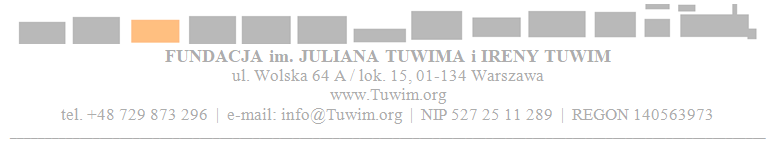 FUNDACJA im. JULIANA TUWIMA i IRENY TUWIM
ul. Wolska 64 A / lok. 15, 01-134 Warszawa
www.Tuwim.org
tel. +48 729 873 296 | e-mail: info@Tuwim.org | NIP 527 25 11 289 | REGON 140563973